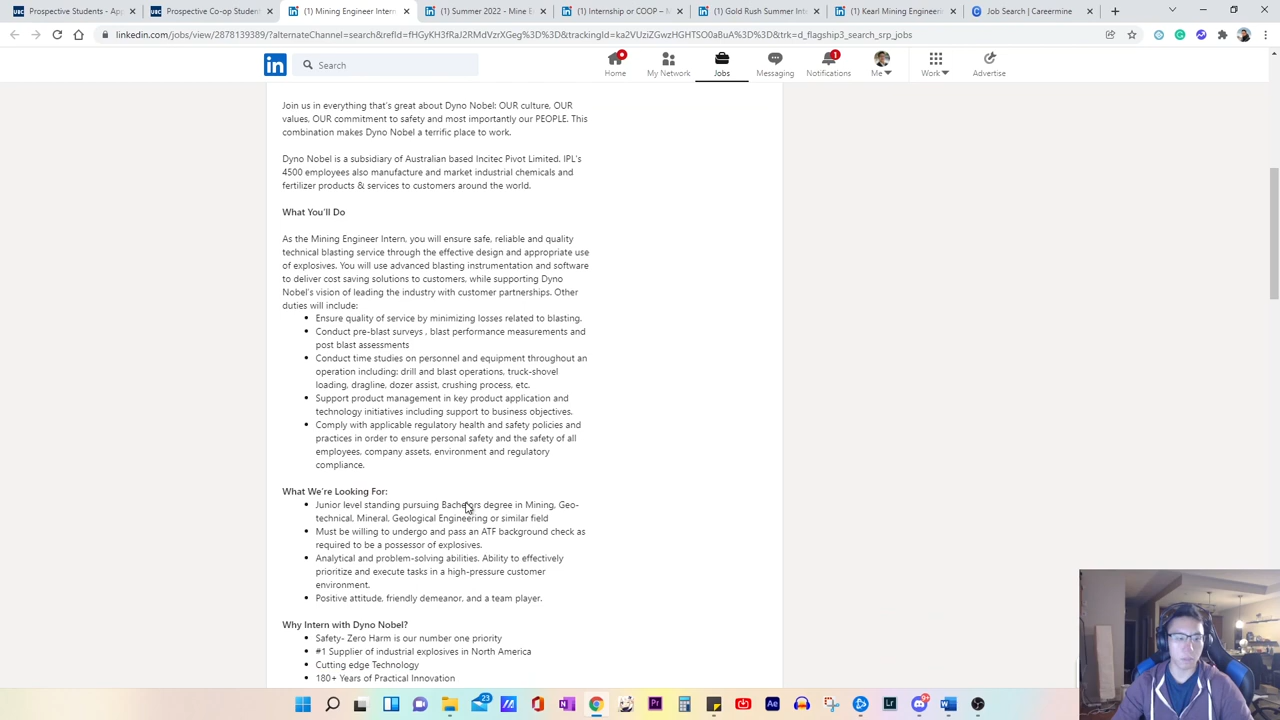 Prospective Students - Ap
Prospective Co-op Student
(1) Mining Engineer Intern
(1) Summer 2022 - Mine E
(1) Internship or COOP – M
(1) Gold Rush Summer Inte
(1) Kearl Mining Engineerin
Job Search | Careermine
linkedin.com/jobs/view/2878139389/?alternateChannel=search&refId=fHGyKH3fRaJ2RMdVzrXGeg%3D%3D&trackingId=ka2VUziZGwzHGHTSO0aBuA%3D%3D&trk=d_flagship3_search_srp_jobs
in
Search
Home
My Network
Jobs
Messaging
1
Notifications
Me
Work
Advertise
Join us in everything that's great about Dyno Nobel: OUR culture, OUR
values, OUR commitment to safety and most importantly our PEOPLE. This
combination makes Dyno Nobel a terrific place to work.
Dyno Nobel is a subsidiary of Australian based Incitec Pivot Limited. IPL's
4500 employees also manufacture and market industrial chemicals and
fertilizer products & services to customers around the world.
What You'll Do
As the Mining Engineer Intern, you will ensure safe, reliable and quality
technical blasting service through the effective design and appropriate use
of explosives. You will use advanced blasting instrumentation and software
to deliver cost saving solutions to customers, while supporting Dyno
Nobel's vision of leading the industry with customer partnerships. Other
duties will include:
• Ensure quality of service by minimizing losses related to blasting.
• Conduct pre-blast surveys , blast performance measurements and
post blast assessments
• Conduct time studies on personnel and equipment throughout an
operation including: drill and blast operations, truck-shovel
loading, dragline, dozer assist, crushing process, etc.
• Support product management in key product application and
technology initiatives including support to business objectives.
• Comply with applicable regulatory health and safety policies and
practices in order to ensure personal safety and the safety of all
employees, company assets, environment and regulatory
compliance.
What We're Looking For:
• Junior level standing pursuing Bachelors degree in Mining, Geo-
technical, Mineral, Geological Engineering or similar field
• Must be willing to undergo and pass an ATF background check as
required to be a possessor of explosives.
• Analytical and problem-solving abilities. Ability to effectively
prioritize and execute tasks in a high-pressure customer
environment.
• Positive attitude, friendly demeanor, and a team player.
Why Intern with Dyno Nobel?
• Safety- Zero Harm is our number one priority
• #1 Supplier of industrial explosives in North America
• Cutting edge Technology
• 180+ Years of Practical Innovation
23
Pr
Ae
Lr